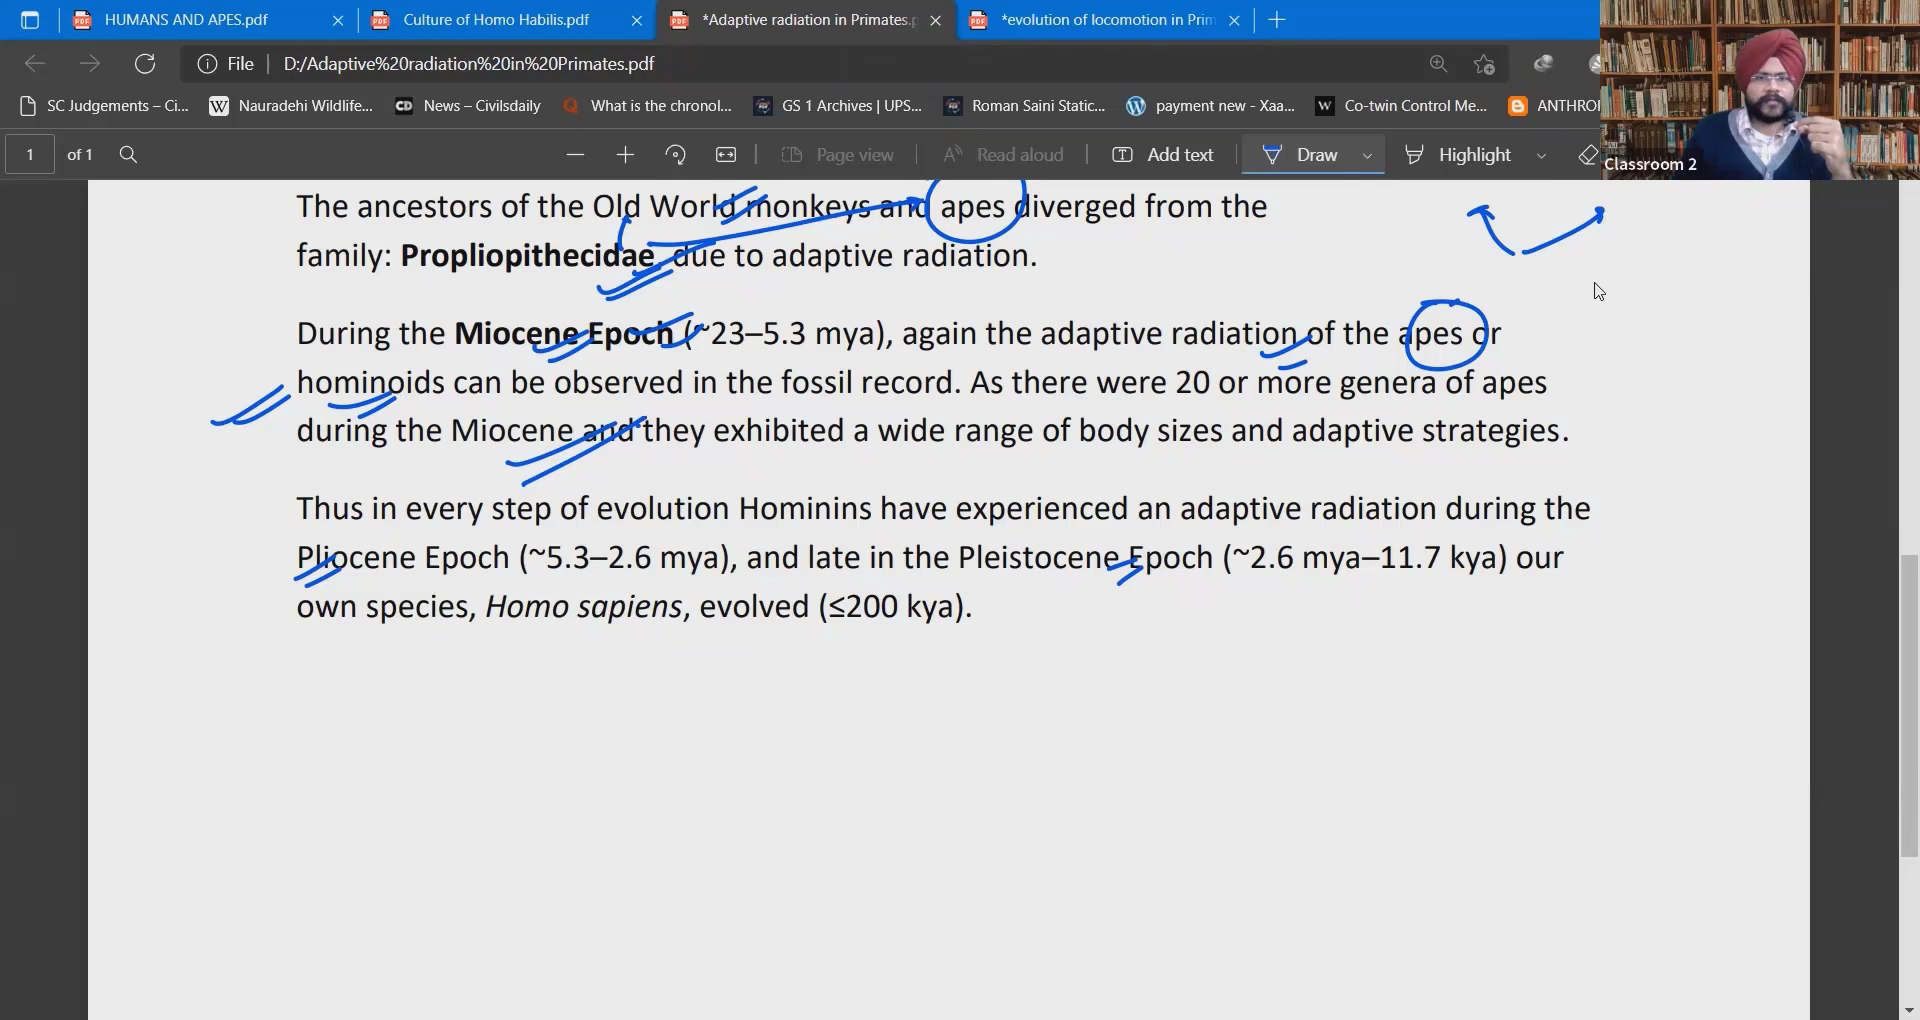 HUMANS AND APES.pdf
Culture of Homo Habilis.pdf
*Adaptive radiation in Primates.p
*evolution of locomotion in Prim
File
D:/Adaptive%20radiation%20in%20Primates.pdf
SC Judgements – Ci...
Nauradehi Wildlife...
News – Civilsdaily
What is the chronol...
GS 1 Archives | UPS...
Roman Saini Static...
payment new - Xaa...
Co-twin Control Me...
ANTHRO
1 of 1
Page view
Read aloud
Add text
Draw
Highlight
Classroom 2
The ancestors of the Old World monkeys and apes diverged from the
family: Propliopithecidae, due to adaptive radiation.
During the Miocene Epoch (~23–5.3 mya), again the adaptive radiation of the apes or
hominoids can be observed in the fossil record. As there were 20 or more genera of apes
during the Miocene and they exhibited a wide range of body sizes and adaptive strategies.
Thus in every step of evolution Hominins have experienced an adaptive radiation during the
Pliocene Epoch (~5.3–2.6 mya), and late in the Pleistocene Epoch (~2.6 mya–11.7 kya) our
own species, Homo sapiens, evolved (≤200 kya).